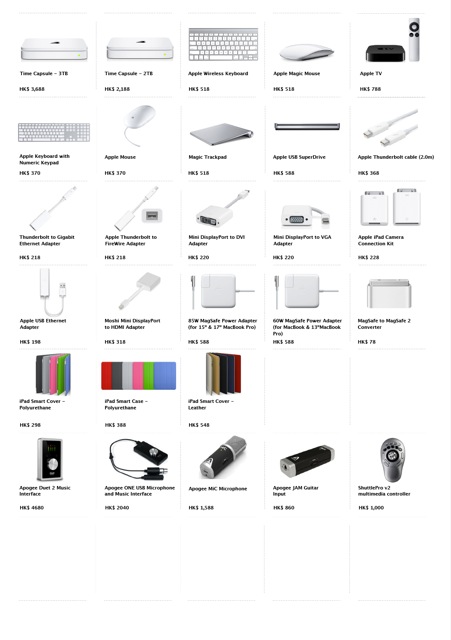 Time Capsule – 3TB
HK$ 3,688
Time Capsule – 2TB
HK$ 2,188
Apple Wireless Keyboard
HK$ 518
Apple Magic Mouse
HK$ 518
Apple TV
HK$ 788
Apple Keyboard with
Numeric Keypad
HK$ 370
Apple Mouse
HK$ 370
Magic Trackpad
HK$ 518
Apple USB SuperDrive
HK$ 588
Apple Thunderbolt cable (2.0m)
HK$ 368
Thunderbolt to Gigabit
Ethernet Adapter
HK$ 218
Apple Thunderbolt to
FireWire Adapter
HK$ 218
Mini DisplayPort to DVI
Adapter
HK$ 220
Mini DisplayPort to VGA
Adapter
HK$ 220
Apple iPad Camera
Connection Kit
HK$ 228
Apple USB Ethernet
Adapter
HK$ 198
Moshi Mini DisplayPort
to HDMI Adapter
HK$ 318
85W MagSafe Power Adapter
(for 15" & 17" MacBook Pro)
HK$ 588
60W MagSafe Power Adapter
(for MacBook & 13"MacBook
Pro)
HK$ 588
MagSafe to MagSafe 2
Converter
HK$ 78
iPad Smart Cover –
Polyurethane
HK$ 298
iPad Smart Case –
Polyurethane
HK$ 388
iPad Smart Cover –
Leather
HK$ 548
Apogee Duet 2 Music
Interface
HK$ 4680
Apogee ONE USB Microphone
and Music Interface
HK$ 2040
Apogee MiC Microphone
HK$ 1,588
Apogee JAM Guitar
Input
HK$ 860
ShuttlePro v2
multimedia controller
HK$ 1,000